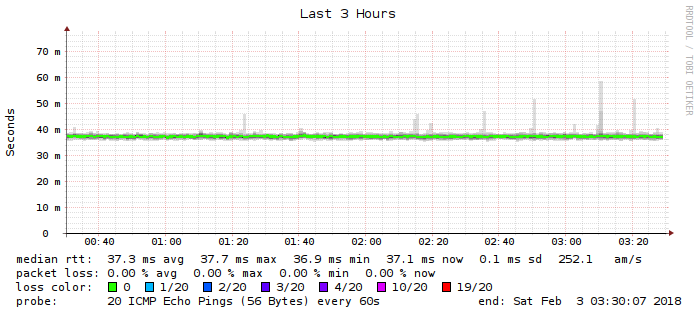 Last 3 Hours
RRDTOOL / TOBI OETIKER
Seconds
70 m
60 m
50 m
40 m
30 m
20 m
10 m
0
00:40 01:00 01:20 01:40 02:00 02:20 02:40 03:00 03:20
median rtt: 37.3 ms avg 37.7 ms max 36.9 ms min 37.1 ms now 0.1 ms sd 252.1 am/s
packet loss: 0.00 % avg 0.00 % max 0.00 % min 0.00 % now
loss color: 0 1/20 2/20 3/20 4/20 10/20 19/20
probe: 20 ICMP Echo Pings (56 Bytes) every 60s end: Sat Feb 3 03:30:07 2018